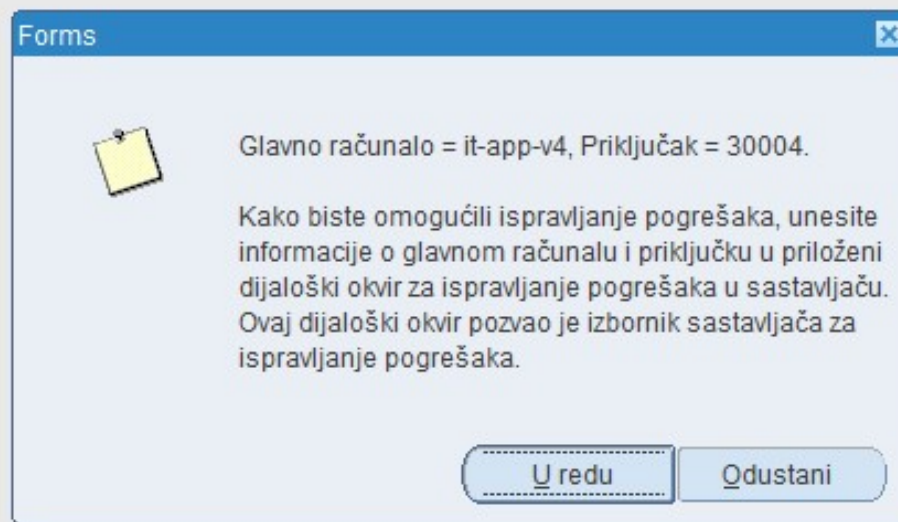 Forms
Glavno računalo = it-app-v4, Priključak = 30004.
Kako biste omogućili ispravljanje pogrešaka, unesite
informacije o glavnom računalu i priključku u priloženi
dijaloški okvir za ispravljanje pogrešaka u sastavljaču.
Ovaj dijaloški okvir pozvao je izbornik sastavljača za
ispravljanje pogrešaka.
U redu
Odustani